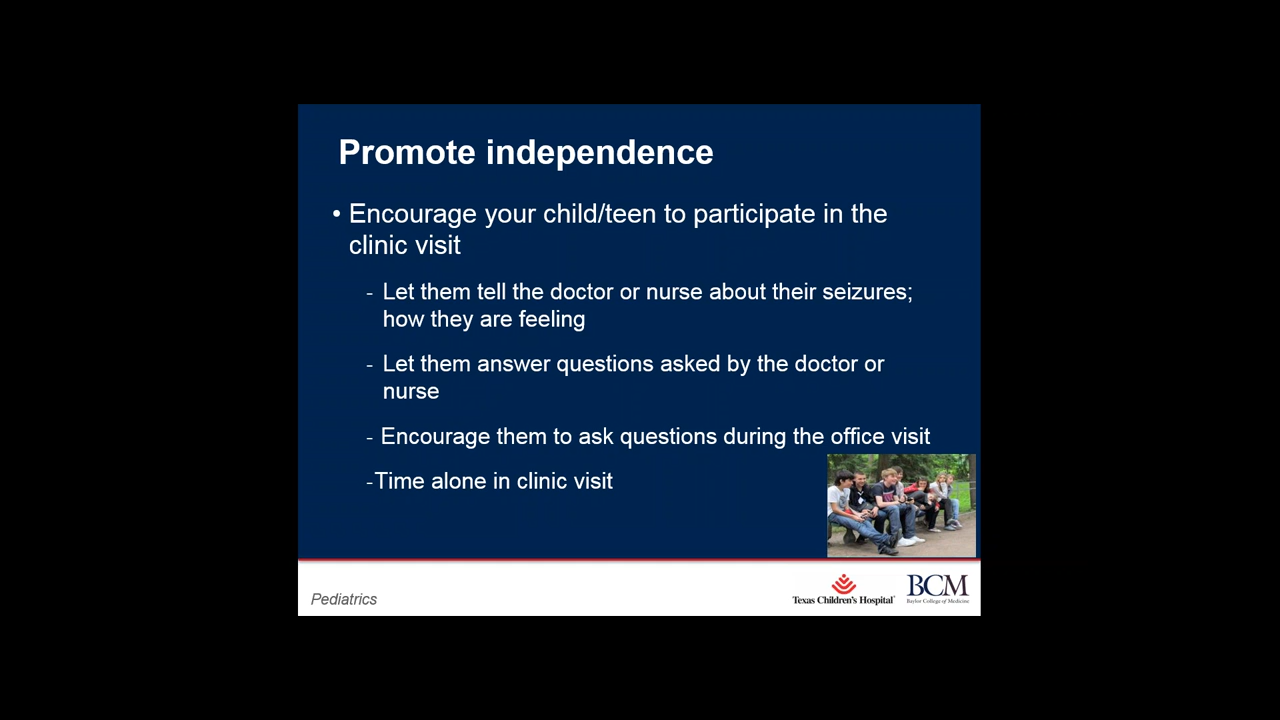 Promote independence
• Encourage your child/teen to participate in the
clinic visit
- Let them tell the doctor or nurse about their seizures;
how they are feeling
- Let them answer questions asked by the doctor or
nurse
- Encourage them to ask questions during the office visit
-Time alone in clinic visit
Pediatrics
Texas Children's Hospital
BCM
Baylor College of Medicine